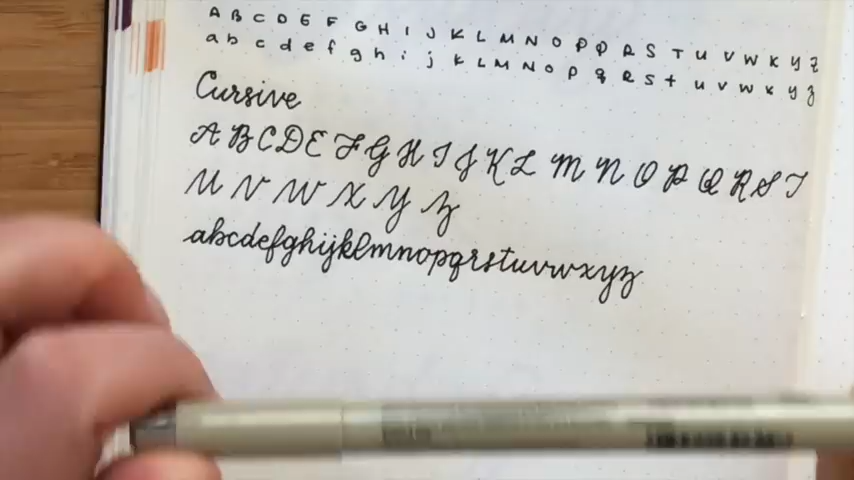 A B C D E F G H I J K L M N O P Q R S T U V W X Y Z
a b c d e f g h i j k L M N o p q R s t u v w x y z
Cursive
A B C D E F G H I J K L M N O P Q R S T
U V W X Y Z
abcdefghijklmnopqrstuvwxyz